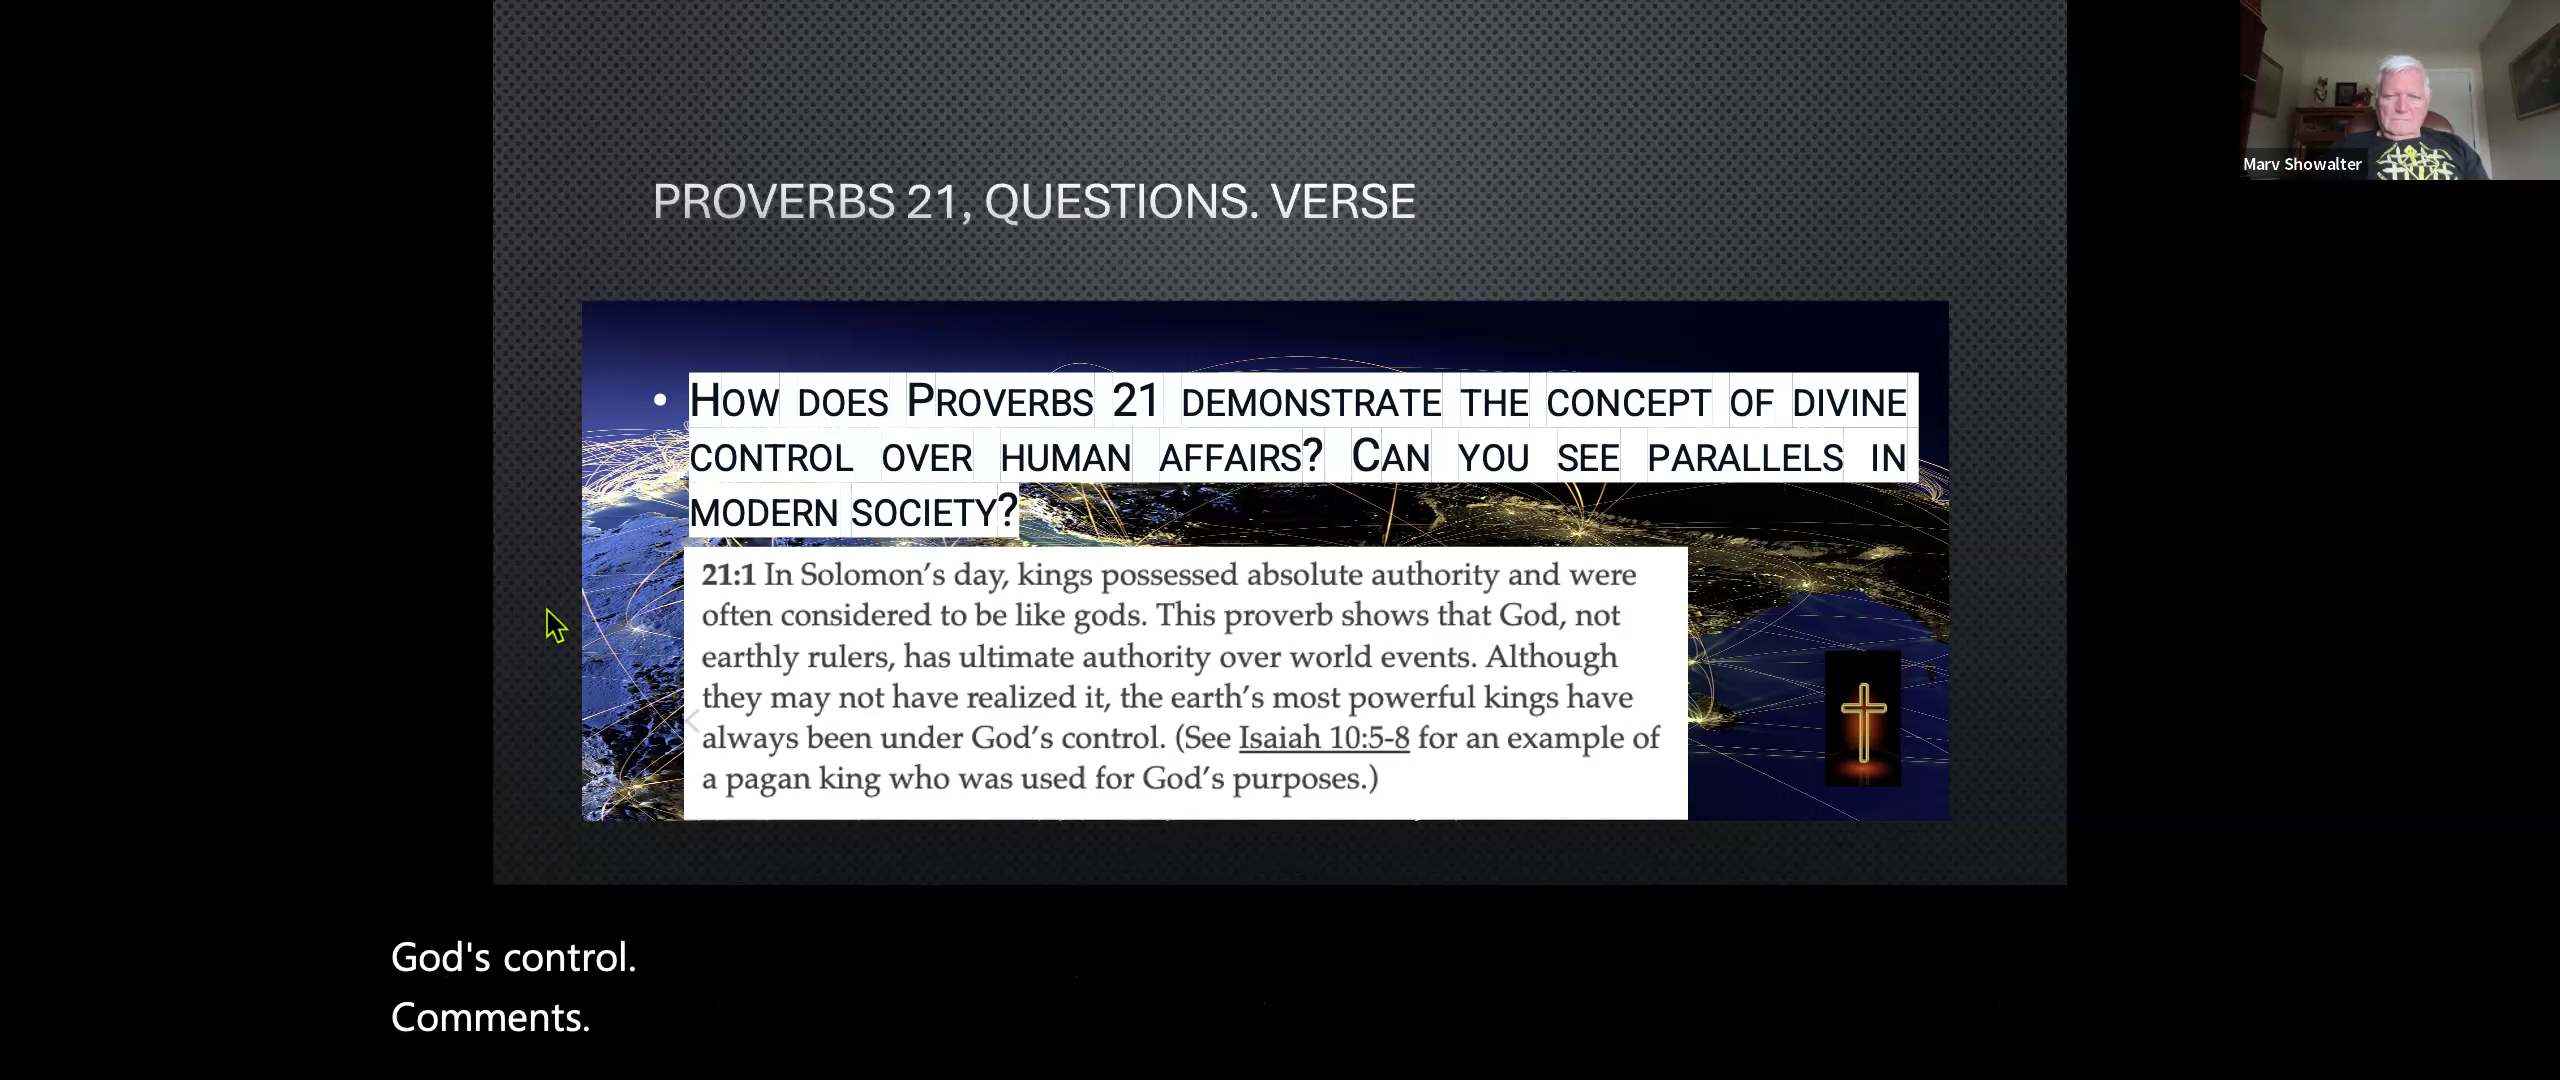 PROVERBS 21, QUESTIONS. VERSE
Marv Showalter
• HOW DOES PROVERBS 21 DEMONSTRATE THE CONCEPT OF DIVINE
CONTROL OVER HUMAN AFFAIRS? CAN YOU SEE PARALLELS IN
MODERN SOCIETY?
21:1 In Solomon’s day, kings possessed absolute authority and were
often considered to be like gods. This proverb shows that God, not
earthly rulers, has ultimate authority over world events. Although
they may not have realized it, the earth’s most powerful kings have
always been under God’s control. (See Isaiah 10:5-8 for an example of
a pagan king who was used for God’s purposes.)
God's control.
Comments.